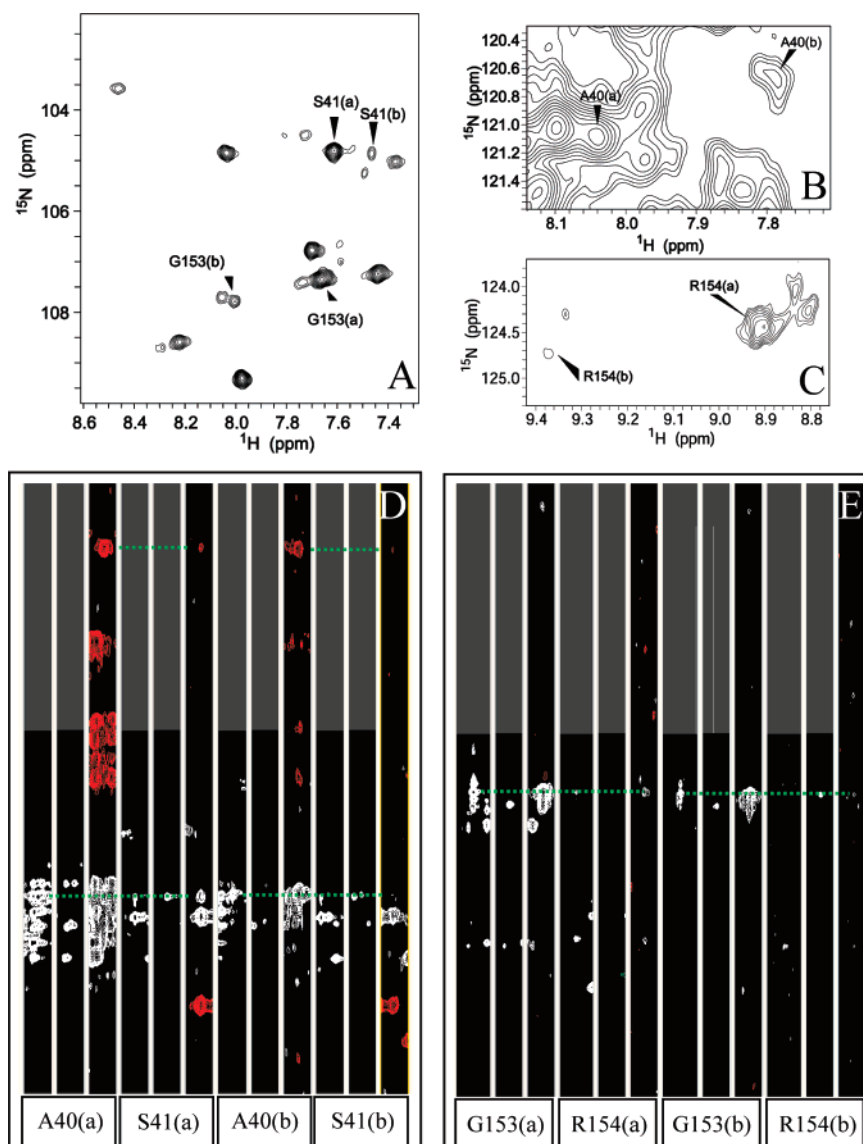 104
106
108
8.6
8.4
8.2
8.0
7.8
7.6
7.4
¹H (ppm)
¹⁵N (ppm)
S41(a)
S41(b)
G153(b)
G153(a)
A
120.4
120.6
120.8
121.0
121.2
121.4
8.1
8.0
7.9
7.8
¹H (ppm)
¹⁵N (ppm)
A40(a)
A40(b)
B
124.0
124.5
125.0
9.4
9.3
9.2
9.1
9.0
8.9
8.8
¹H (ppm)
¹⁵N (ppm)
R154(a)
R154(b)
C
D
A40(a)
S41(a)
A40(b)
S41(b)
E
G153(a)
R154(a)
G153(b)
R154(b)